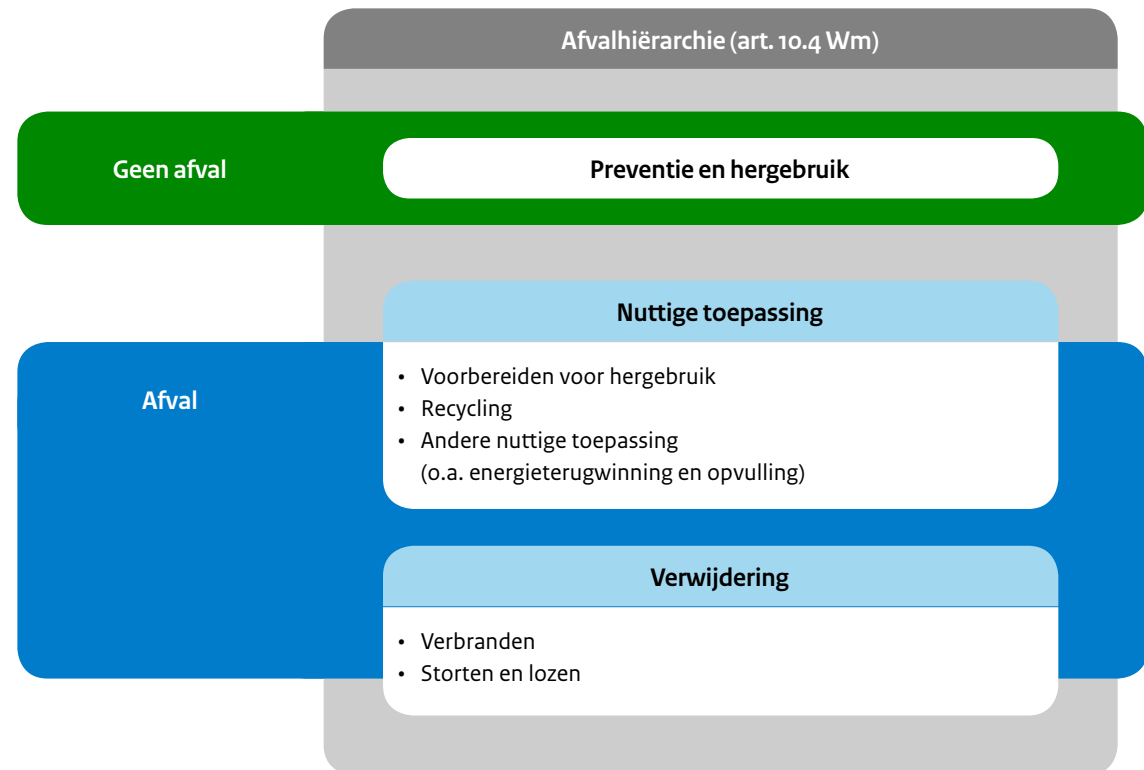 Afvalhiërarchie (art. 10.4 Wm)
Geen afval
Preventie en hergebruik
Nuttige toepassing
Afval
• Voorbereiden voor hergebruik
• Recycling
• Andere nuttige toepassing
(o.a. energieterugwinning en opvulling)
Verwijdering
• Verbranden
• Storten en lozen